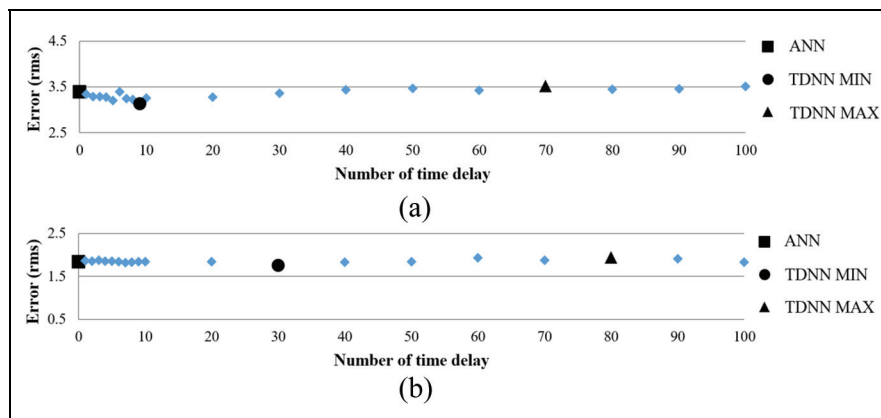 4.5
3.5
2.5
Error (rms)
0 10 20 30 40 50 60 70 80 90 100
Number of time delay
ANN
TDNN MIN
TDNN MAX
(a)
2.5
1.5
0.5
Error (rms)
0 10 20 30 40 50 60 70 80 90 100
Number of time delay
ANN
TDNN MIN
TDNN MAX
(b)